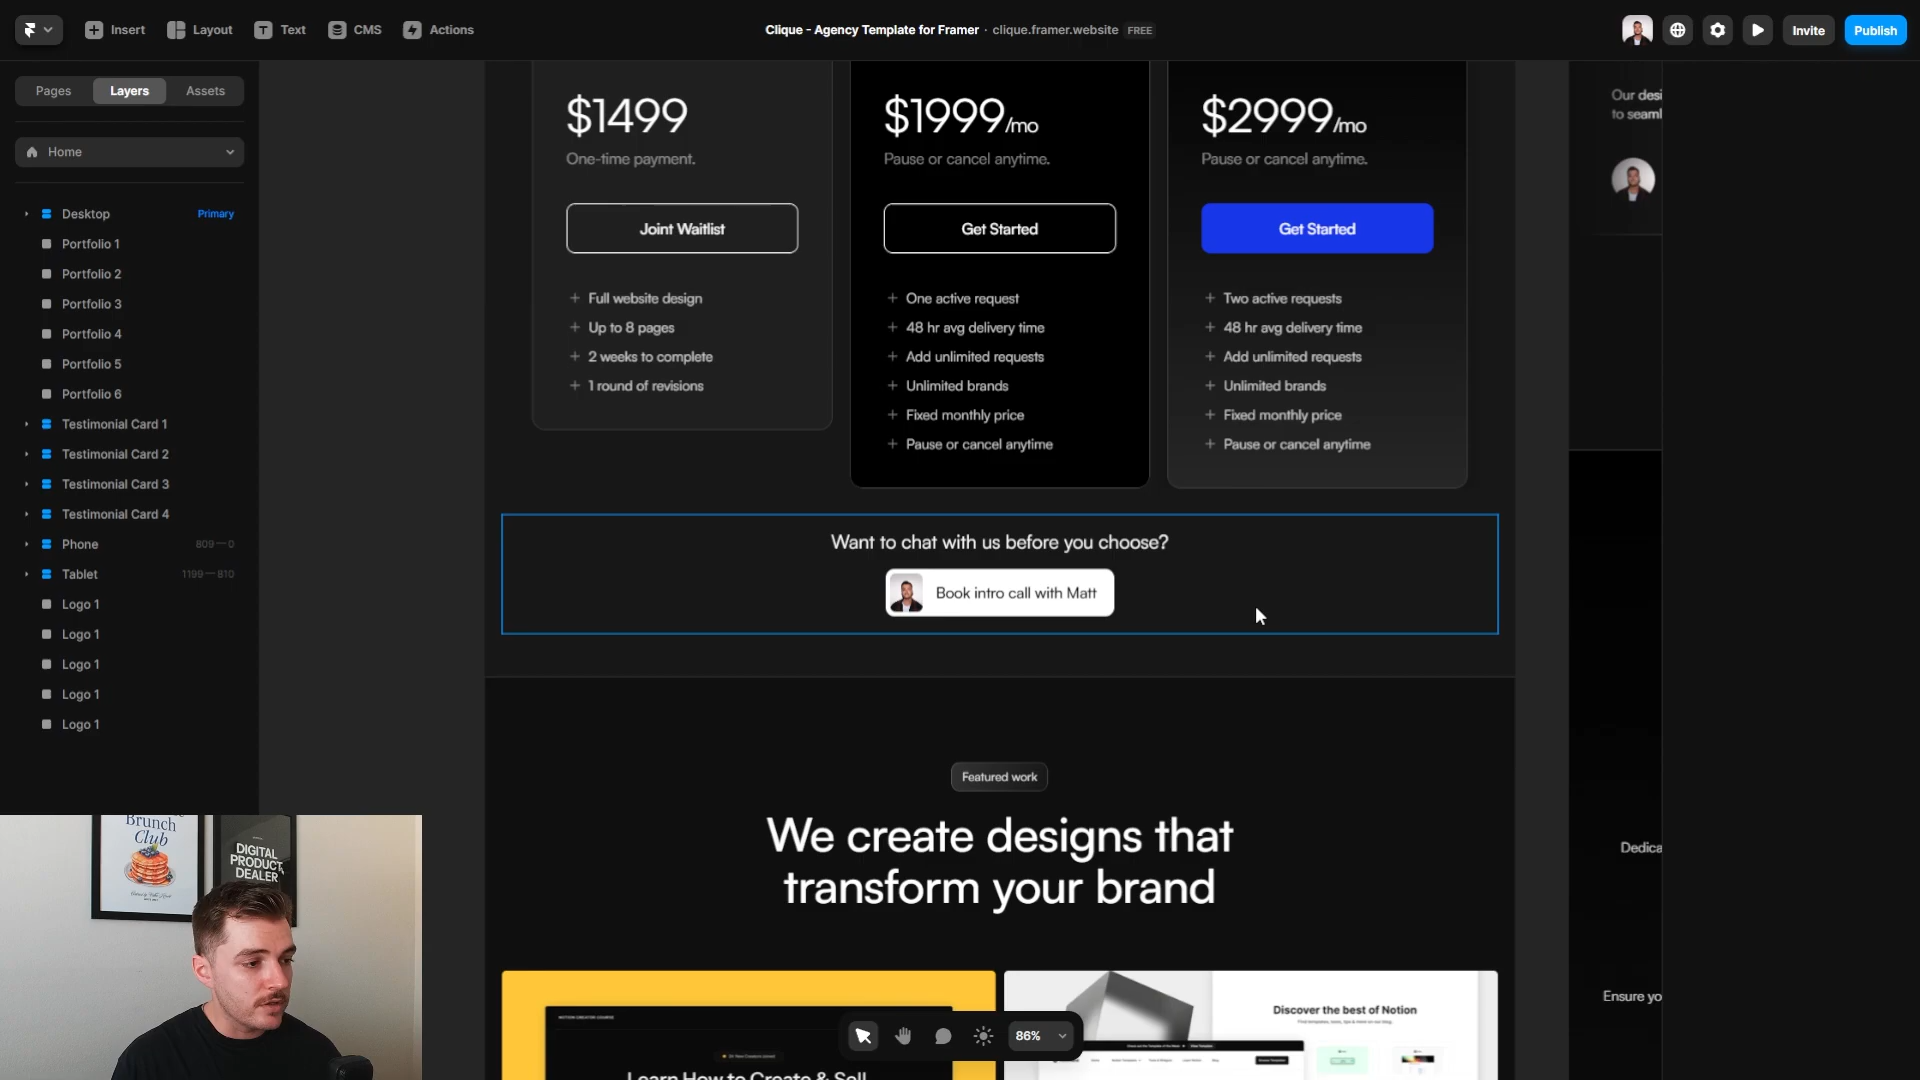 Insert
Layout
Text
CMS
Actions
Clique - Agency Template for Framer · clique.framer.website FREE
Invite
Publish
Pages
Layers
Assets
Home
Desktop
Primary
Portfolio 1
Portfolio 2
Portfolio 3
Portfolio 4
Portfolio 5
Portfolio 6
Testimonial Card 1
Testimonial Card 2
Testimonial Card 3
Testimonial Card 4
Phone
809 — 0
Tablet
1199 — 810
Logo 1
Logo 1
Logo 1
Logo 1
Logo 1
$1499
One-time payment.
Joint Waitlist
+ Full website design
+ Up to 8 pages
+ 2 weeks to complete
+ 1 round of revisions
$1999/mo
Pause or cancel anytime.
Get Started
+ One active request
+ 48 hr avg delivery time
+ Add unlimited requests
+ Unlimited brands
+ Fixed monthly price
+ Pause or cancel anytime
$2999/mo
Pause or cancel anytime.
Get Started
+ Two active requests
+ 48 hr avg delivery time
+ Add unlimited requests
+ Unlimited brands
+ Fixed monthly price
+ Pause or cancel anytime
Our desi
to seaml
Want to chat with us before you choose?
Book intro call with Matt
Featured work
We create designs that
transform your brand
Dedica
Ensure yo
Learn How to Create & Sell
Discover the best of Notion
86%
Brunch
Club
DIGITAL
PRODUCT
DEALER